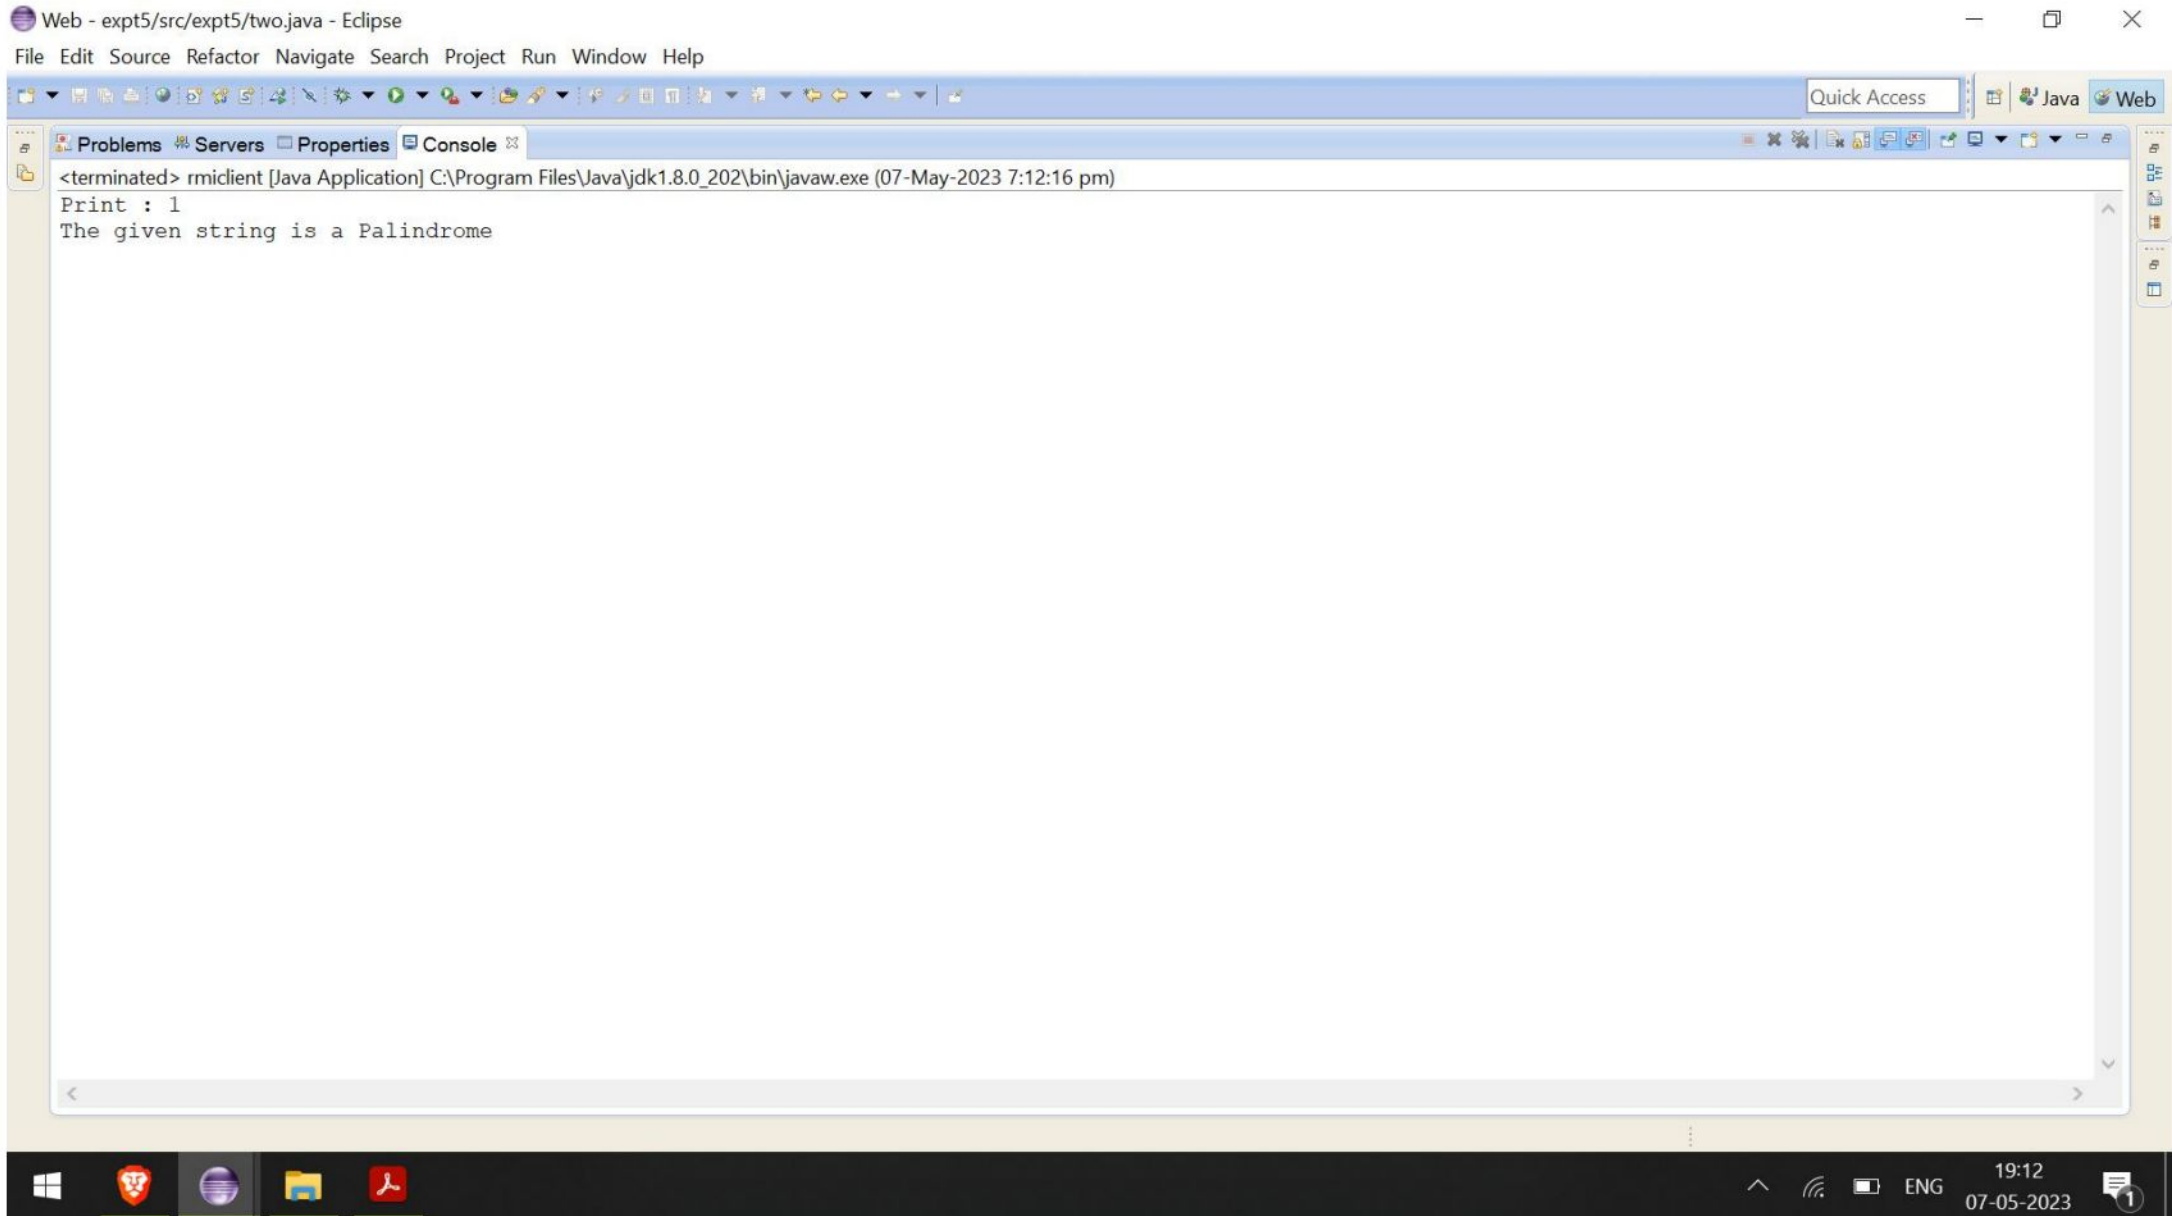 Web - expt5/src/expt5/two.java - Eclipse
File Edit Source Refactor Navigate Search Project Run Window Help
Quick Access
Java
Web
Problems Servers Properties Console
<terminated> rmiclient [Java Application] C:\Program Files\Java\jdk1.8.0_202\bin\javaw.exe (07-May-2023 7:12:16 pm)
Print : 1
The given string is a Palindrome
ENG
19:12
07-05-2023
1